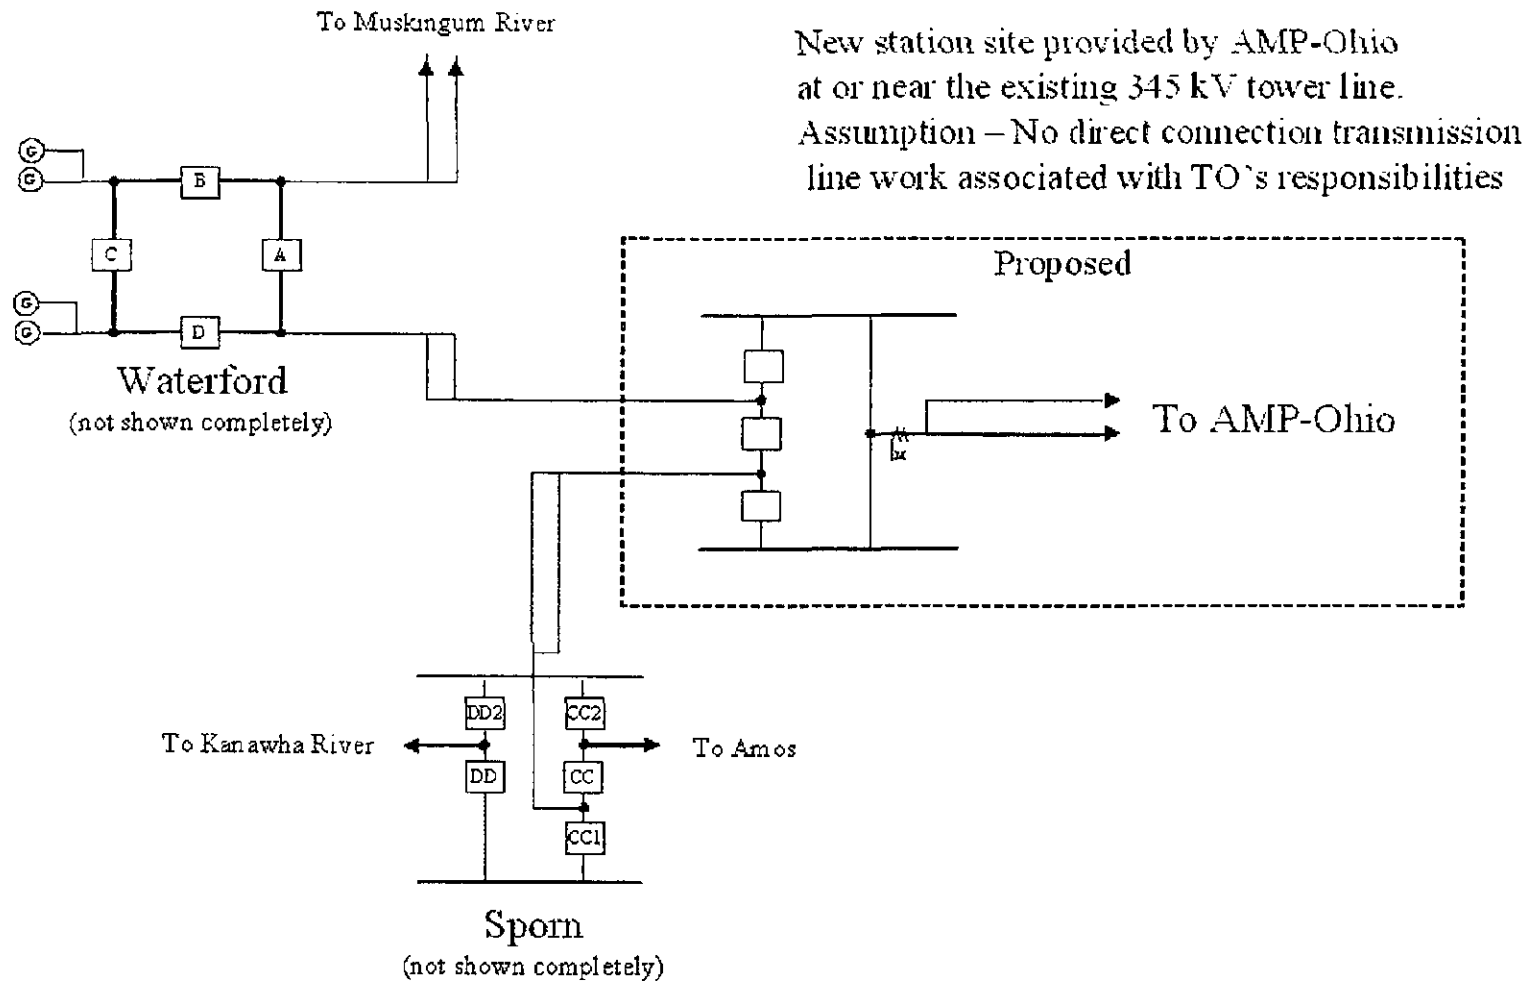 To Muskingum River
New station site provided by AMP-Ohio
at or near the existing 345 kV tower line.
Assumption – No direct connection transmission
line work associated with TO`s responsibilities
G
G
B
C
A
G
G
D
Waterford
(not shown completely)
Proposed
To AMP-Ohio
DD2
CC2
To Kanawha River
To Amos
DD
CC
CC1
Sporn
(not shown completely)